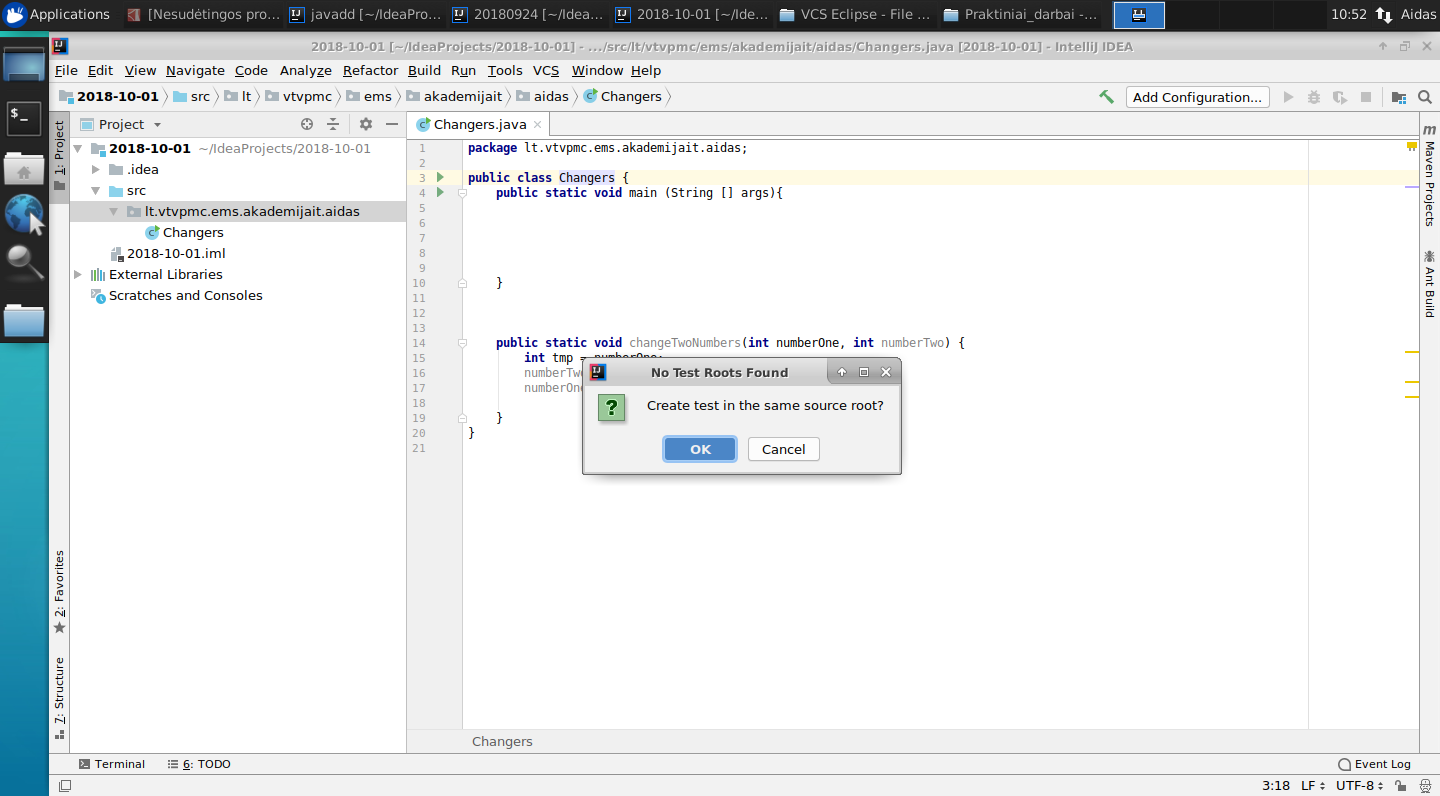 Applications
[Nesudėtingos pro...
javadd [~/IdeaPro...
20180924 [~/Idea...
2018-10-01 [~/Ide...
VCS Eclipse - File ...
Praktiniai_darbai -...
10:52
Aidas
2018-10-01 [~/IdeaProjects/2018-10-01] - .../src/lt/vtvpmc/ems/akademijait/aidas/Changers.java [2018-10-01] - IntelliJ IDEA
File Edit View Navigate Code Analyze Refactor Build Run Tools VCS Window Help
2018-10-01 src lt vtvpmc ems akademijait aidas Changers
Add Configuration...
1: Project
2: Favorites
7: Structure
Project
2018-10-01 ~/IdeaProjects/2018-10-01
.idea
src
lt.vtvpmc.ems.akademijait.aidas
Changers
2018-10-01.iml
External Libraries
Scratches and Consoles
Changers.java
1 package lt.vtvpmc.ems.akademijait.aidas;
2
3 public class Changers {
4 public static void main (String [] args){
5
6
7
8
9
10 }
11
12
13
14 public static void changeTwoNumbers(int numberOne, int numberTwo) {
15 int tmp = numberOne;
16 numberTwo
17 numberOne
18
19 }
20 }
21
No Test Roots Found
Create test in the same source root?
OK
Cancel
Maven Projects
Ant Build
Changers
Terminal
6: TODO
Event Log
3:18 LF UTF-8